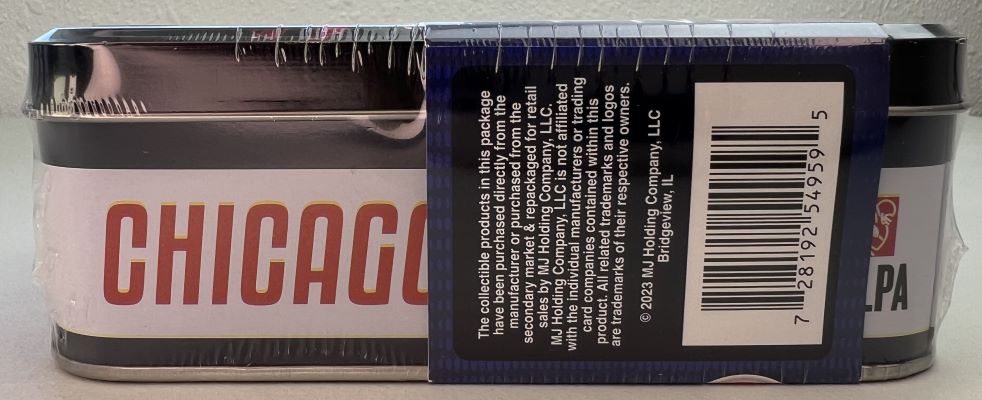 CHICAGO
The collectible products in this package
have been purchased directly from the
manufacturer or purchased from the
secondary market & repackaged for retail
sales by MJ Holding Company, LLC.
MJ Holding Company, LLC is not affiliated
with the individual manufacturers or trading
card companies contained within this
product. All related trademarks and logos
are trademarks of their respective owners.
© 2023 MJ Holding Company, LLC
Bridgeview, IL
7 28192 54959 5
LPA